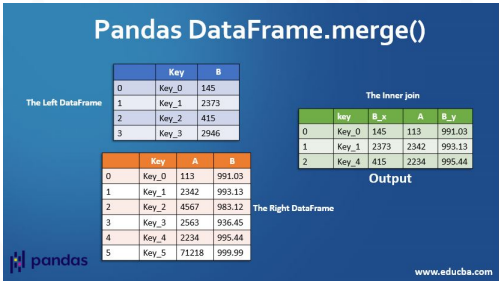 Pandas DataFrame.merge()
The Left DataFrame
Key B
0 Key_0 145
1 Key_1 2373
2 Key_2 415
3 Key_3 2946
The Inner join
key B_x A B_y
0 Key_0 145 113 991.03
1 Key_1 2373 2342 993.13
2 Key_4 415 2234 995.44
Output
Key A B
0 Key_0 113 991.03
1 Key_1 2342 993.13
2 Key_2 4567 983.12
3 Key_3 2563 936.45
4 Key_4 2234 995.44
5 Key_5 71218 999.99
The Right DataFrame
pandas
www.educba.com